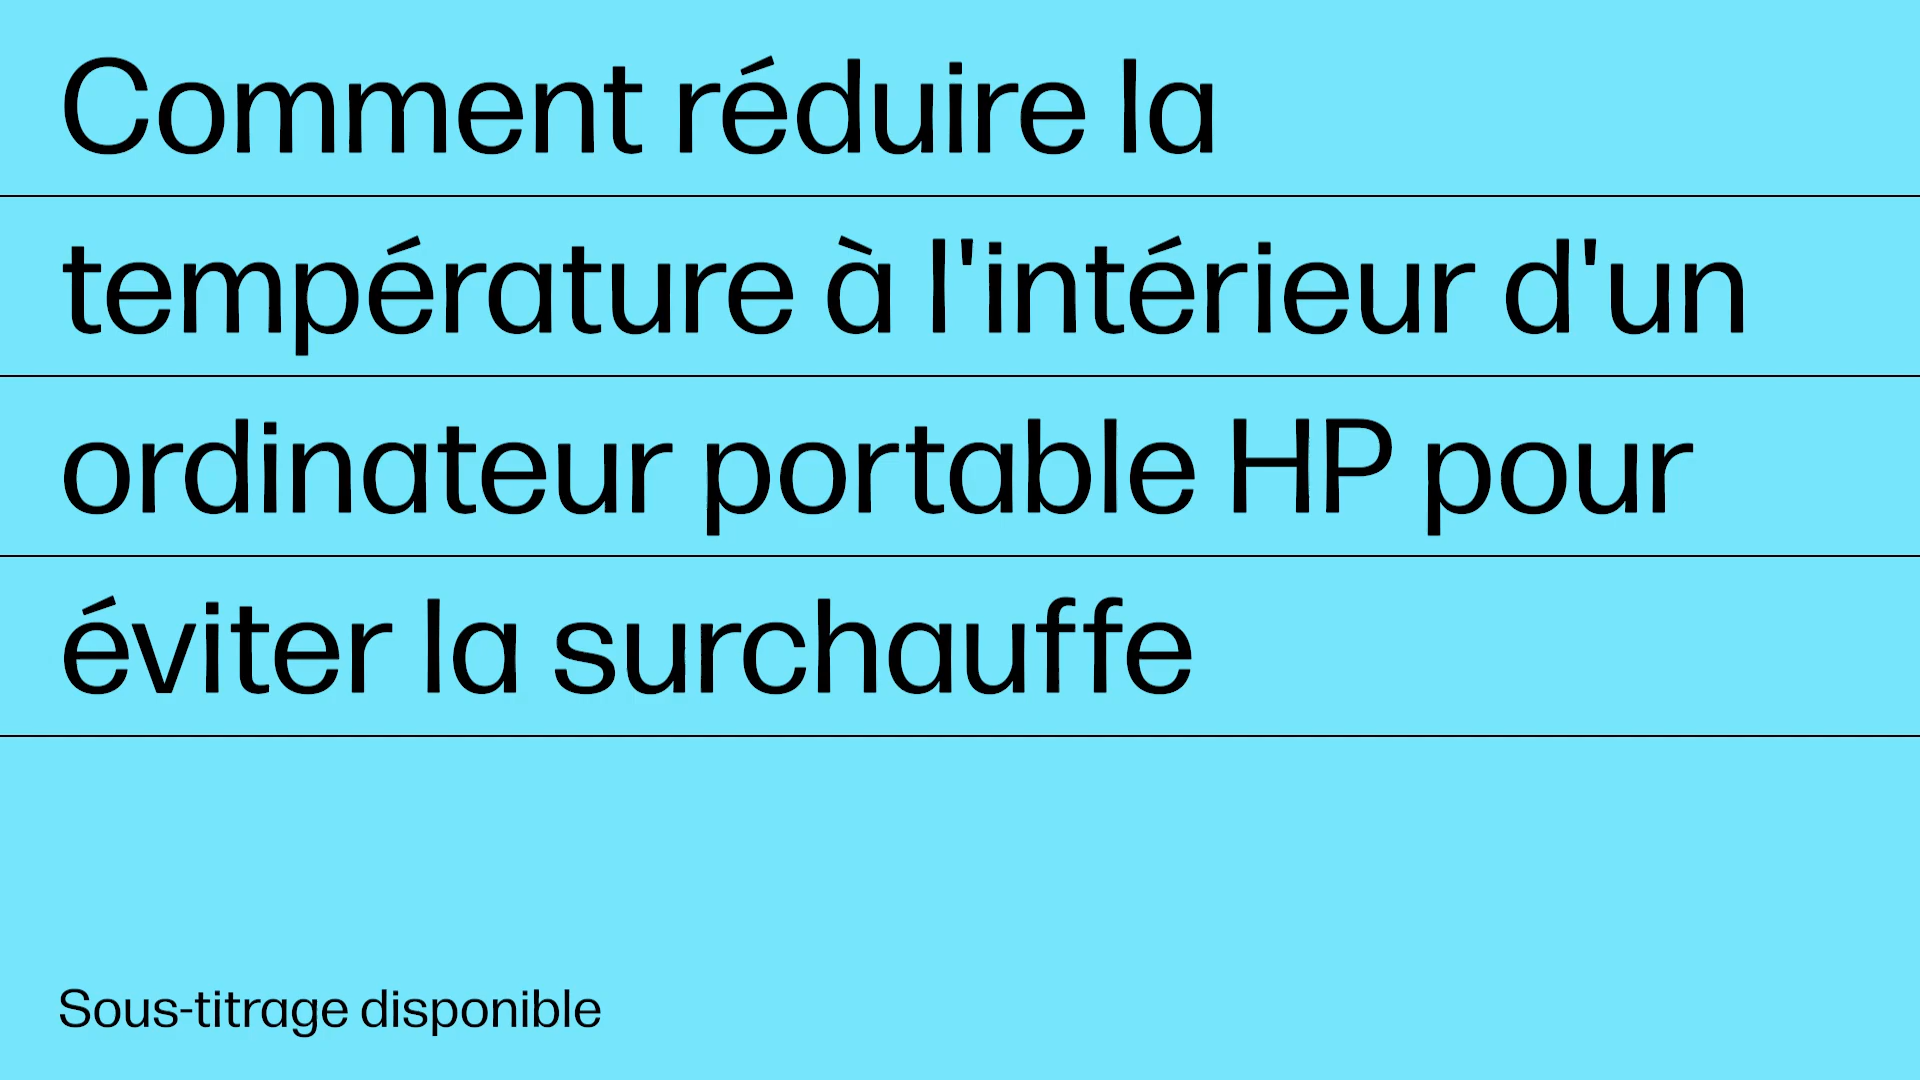 Comment réduire la
température à l'intérieur d'un
ordinateur portable HP pour
éviter la surchauffe
Sous-titrage disponible